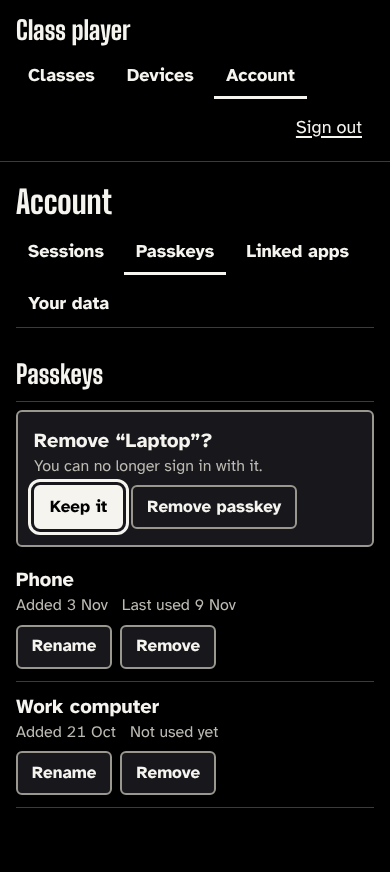 Class player
Classes Devices Account
Sign out
Account
Sessions Passkeys Linked apps
Your data
Passkeys
Remove “Laptop”?
You can no longer sign in with it.
Keep it Remove passkey
Phone
Added 3 Nov Last used 9 Nov
Rename Remove
Work computer
Added 21 Oct Not used yet
Rename Remove